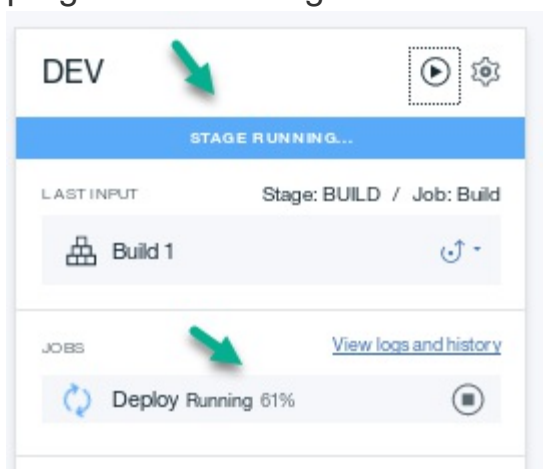 DEV
STAGE RUNNING...
LAST INPUT Stage: BUILD / Job: Build
Build 1
JOBS View logs and history
Deploy Running 61%